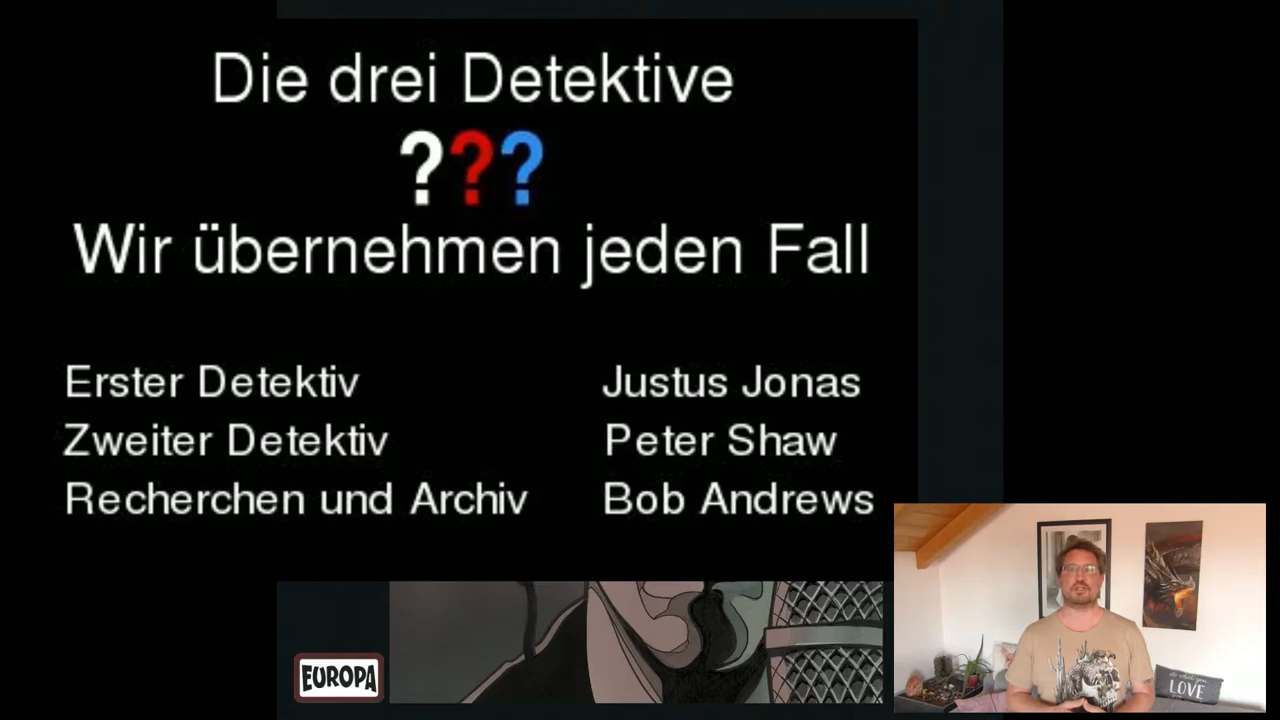 Die drei Detektive
???
Wir übernehmen jeden Fall
Erster Detektiv Justus Jonas
Zweiter Detektiv Peter Shaw
Recherchen und Archiv Bob Andrews
EUROPA
LOVE